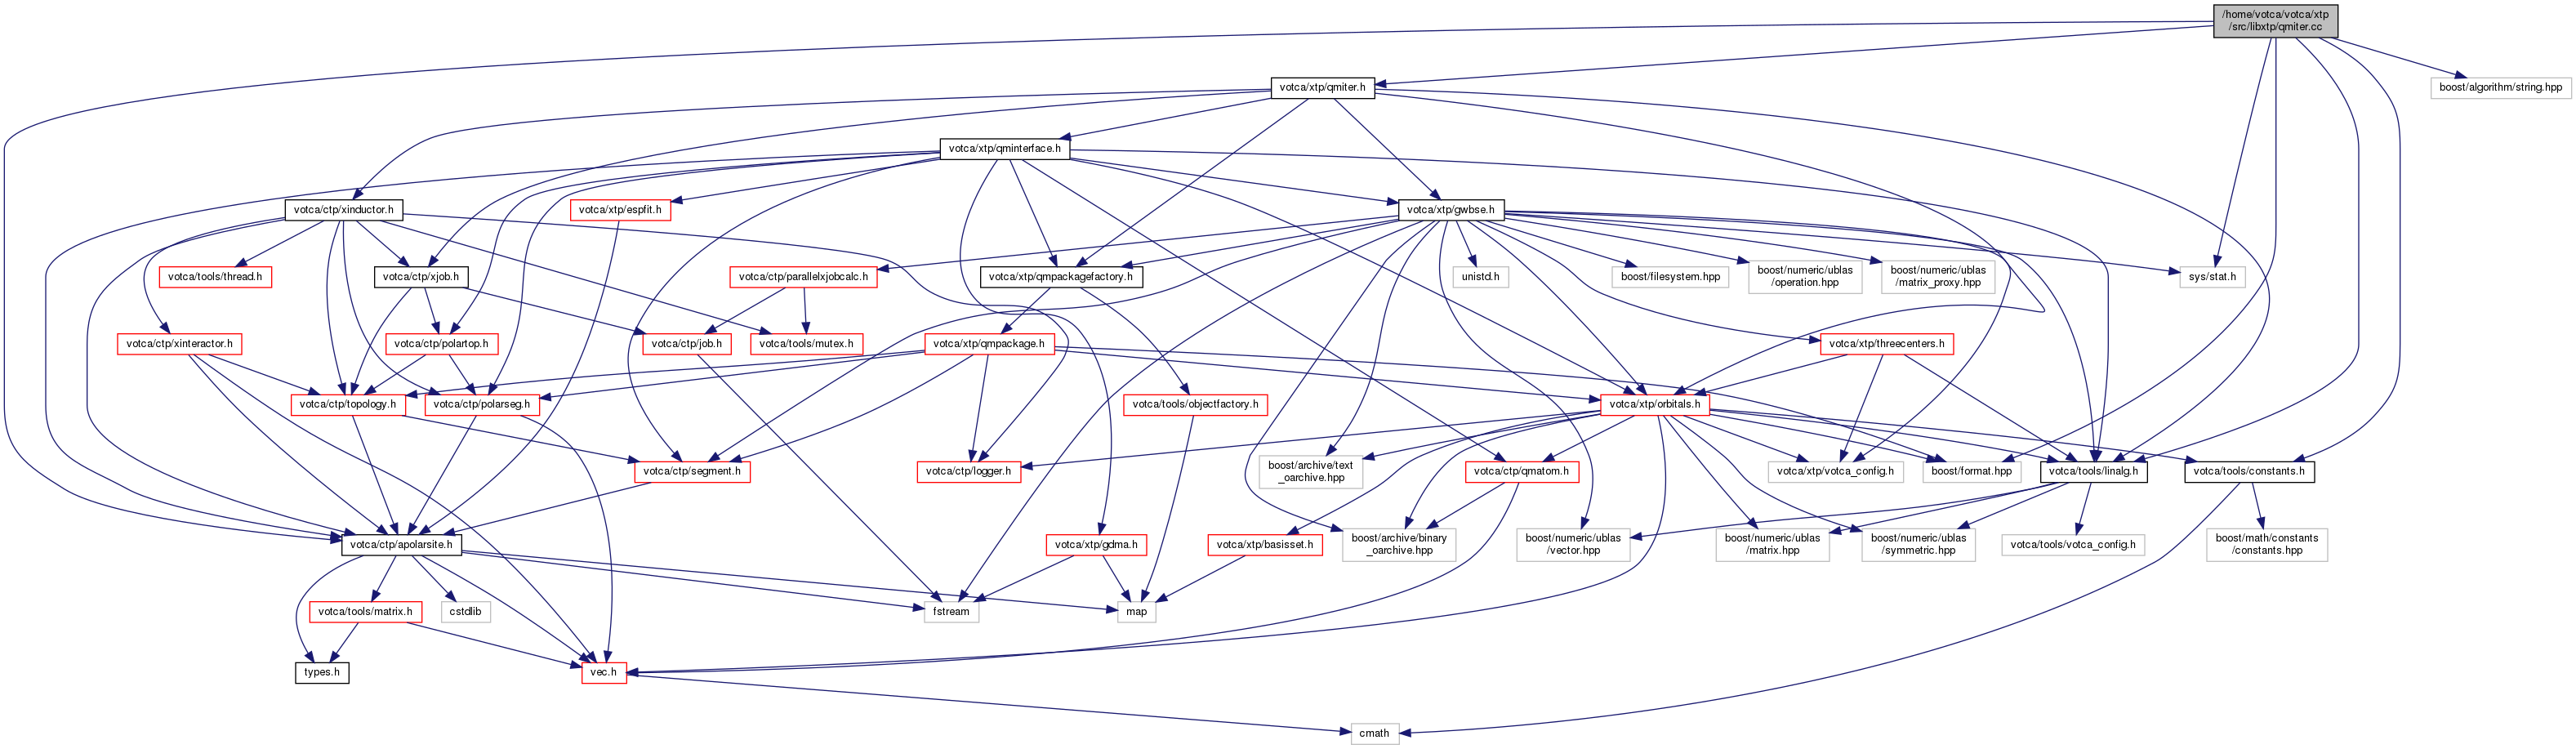 /home/votca/votca/xtp
/src/libxtp/qmiter.cc
votca/xtp/qmiter.h
boost/algorithm/string.hpp
votca/xtp/qminterface.h
votca/ctp/xinductor.h
votca/xtp/espfit.h
votca/xtp/gwbse.h
votca/tools/thread.h
votca/ctp/xjob.h
votca/ctp/parallelxjobcalc.h
votca/xtp/qmpackagefactory.h
unistd.h
boost/filesystem.hpp
boost/numeric/ublas
/operation.hpp
boost/numeric/ublas
/matrix_proxy.hpp
sys/stat.h
votca/ctp/xinteractor.h
votca/ctp/polartop.h
votca/ctp/job.h
votca/tools/mutex.h
votca/xtp/qmpackage.h
votca/xtp/threecenters.h
votca/ctp/topology.h
votca/ctp/polarseg.h
votca/tools/objectfactory.h
votca/xtp/orbitals.h
votca/ctp/segment.h
votca/ctp/logger.h
boost/archive/text
_oarchive.hpp
votca/ctp/qmatom.h
votca/xtp/votca_config.h
boost/format.hpp
votca/tools/linalg.h
votca/tools/constants.h
votca/ctp/apolarsite.h
votca/xtp/gdma.h
votca/xtp/basisset.h
boost/archive/binary
_oarchive.hpp
boost/numeric/ublas
/vector.hpp
boost/numeric/ublas
/matrix.hpp
boost/numeric/ublas
/symmetric.hpp
votca/tools/votca_config.h
boost/math/constants
/constants.hpp
votca/tools/matrix.h
cstdlib
fstream
map
types.h
vec.h
cmath